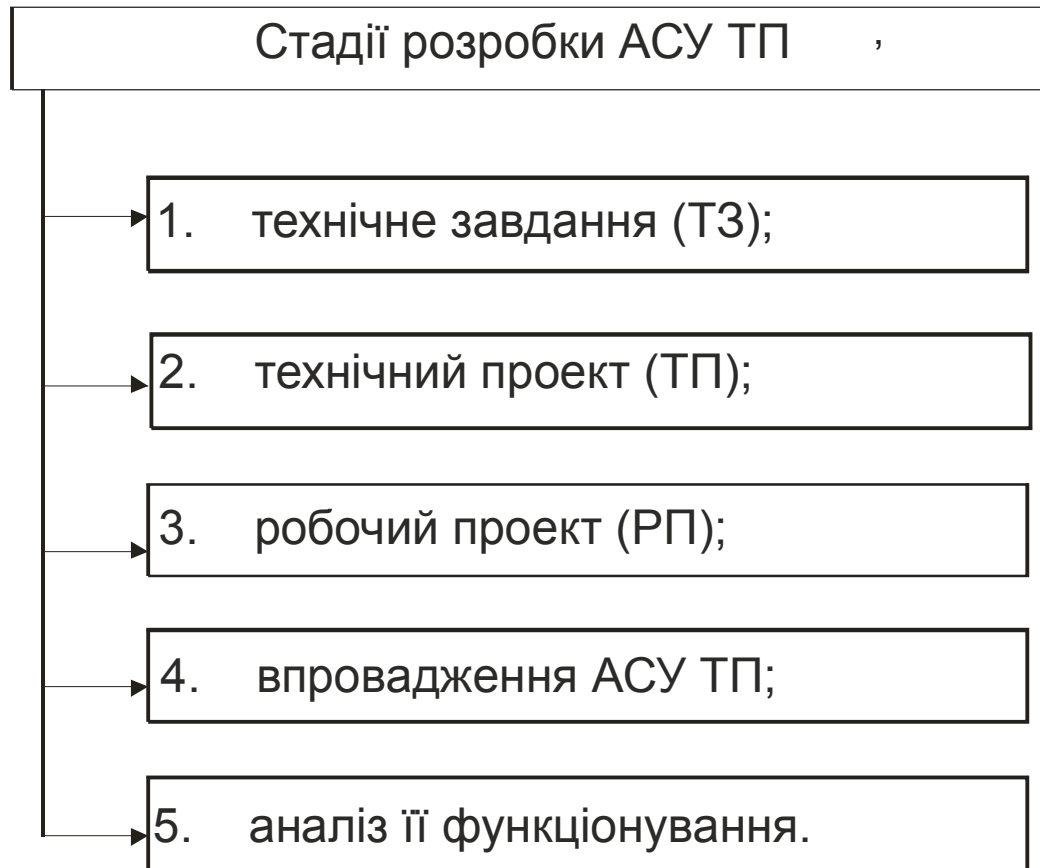 Стадії розробки АСУ ТП ,
1. технічне завдання (ТЗ);
2. технічний проект (ТП);
3. робочий проект (РП);
4. впровадження АСУ ТП;
5. аналіз її функціонування.